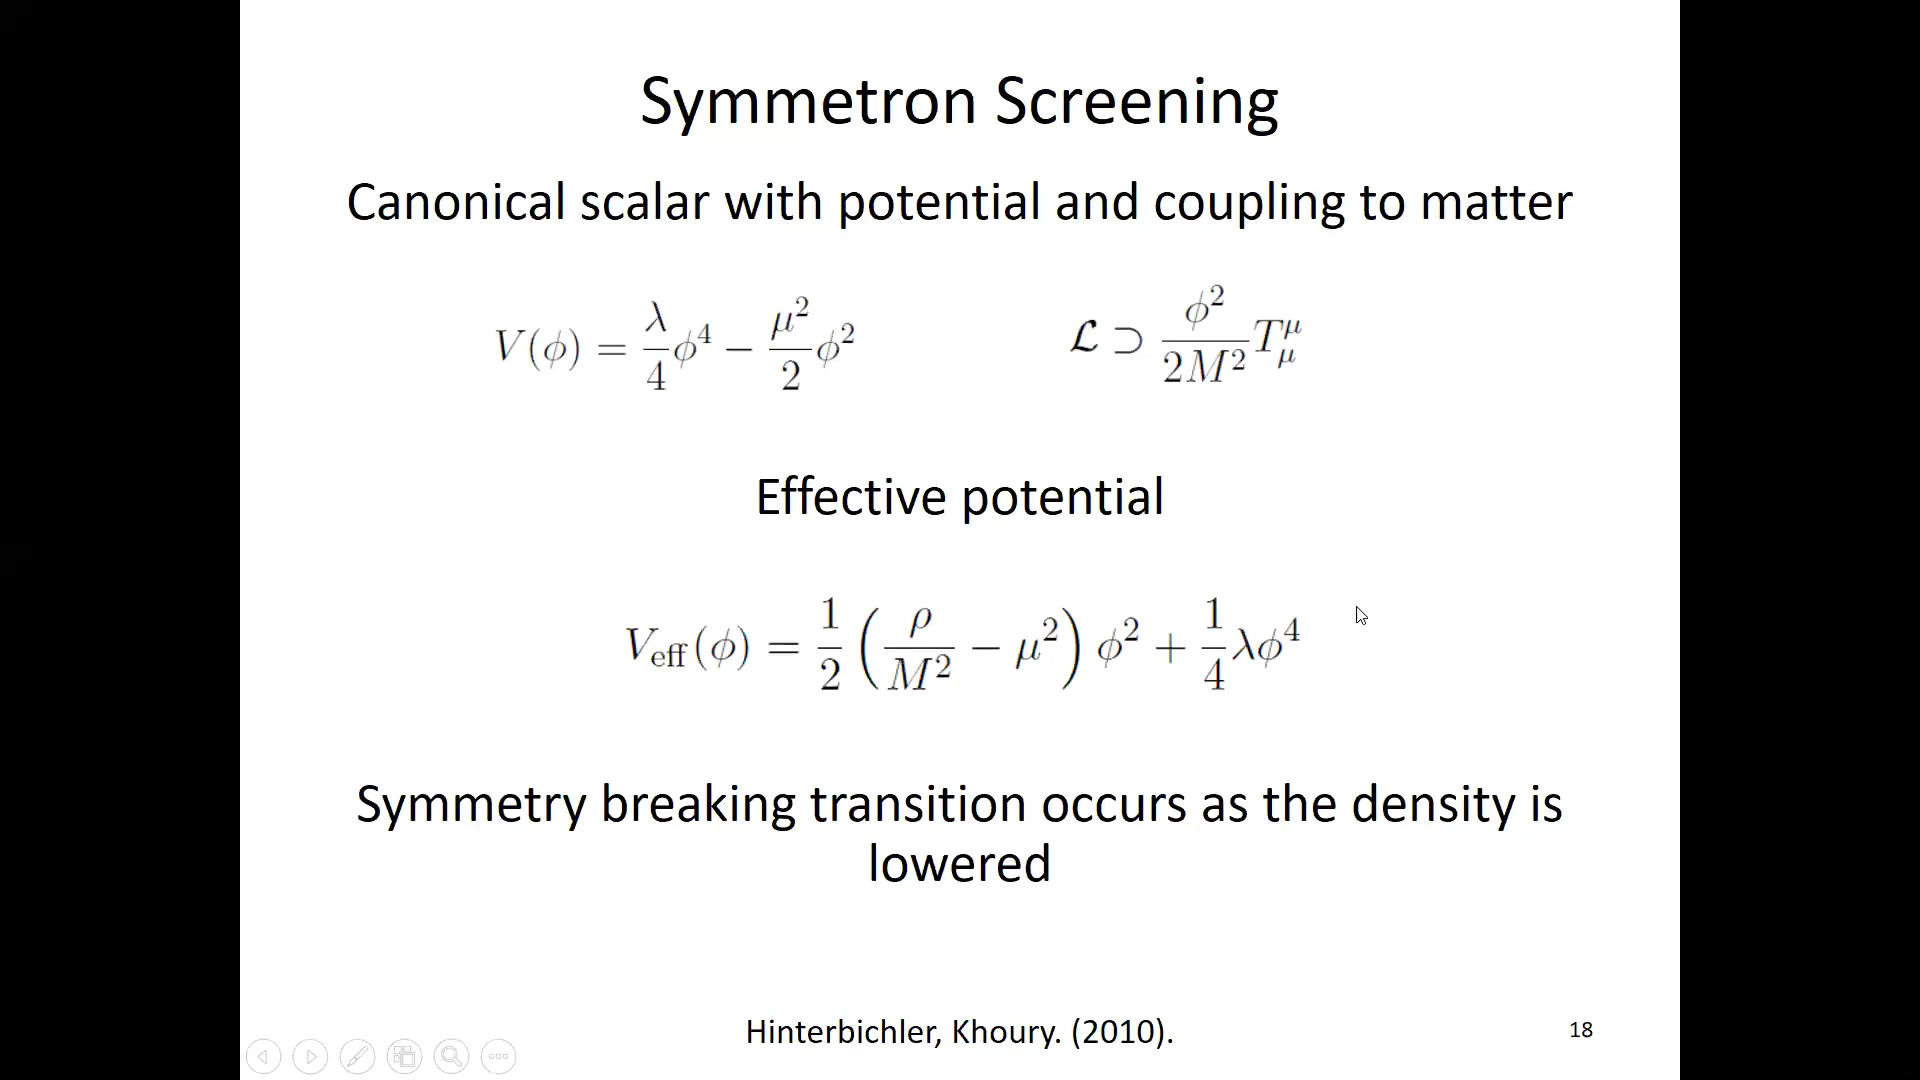 Symmetron Screening
Canonical scalar with potential and coupling to matter
V(ϕ) = λ/4 ϕ⁴ − μ²/2 ϕ²
ℒ ⊃ ϕ²/2M² T^μ_μ
Effective potential
V_eff(ϕ) = 1/2 (ρ/M² − μ²) ϕ² + 1/4 λϕ⁴
Symmetry breaking transition occurs as the density is
lowered
Hinterbichler, Khoury. (2010).
18